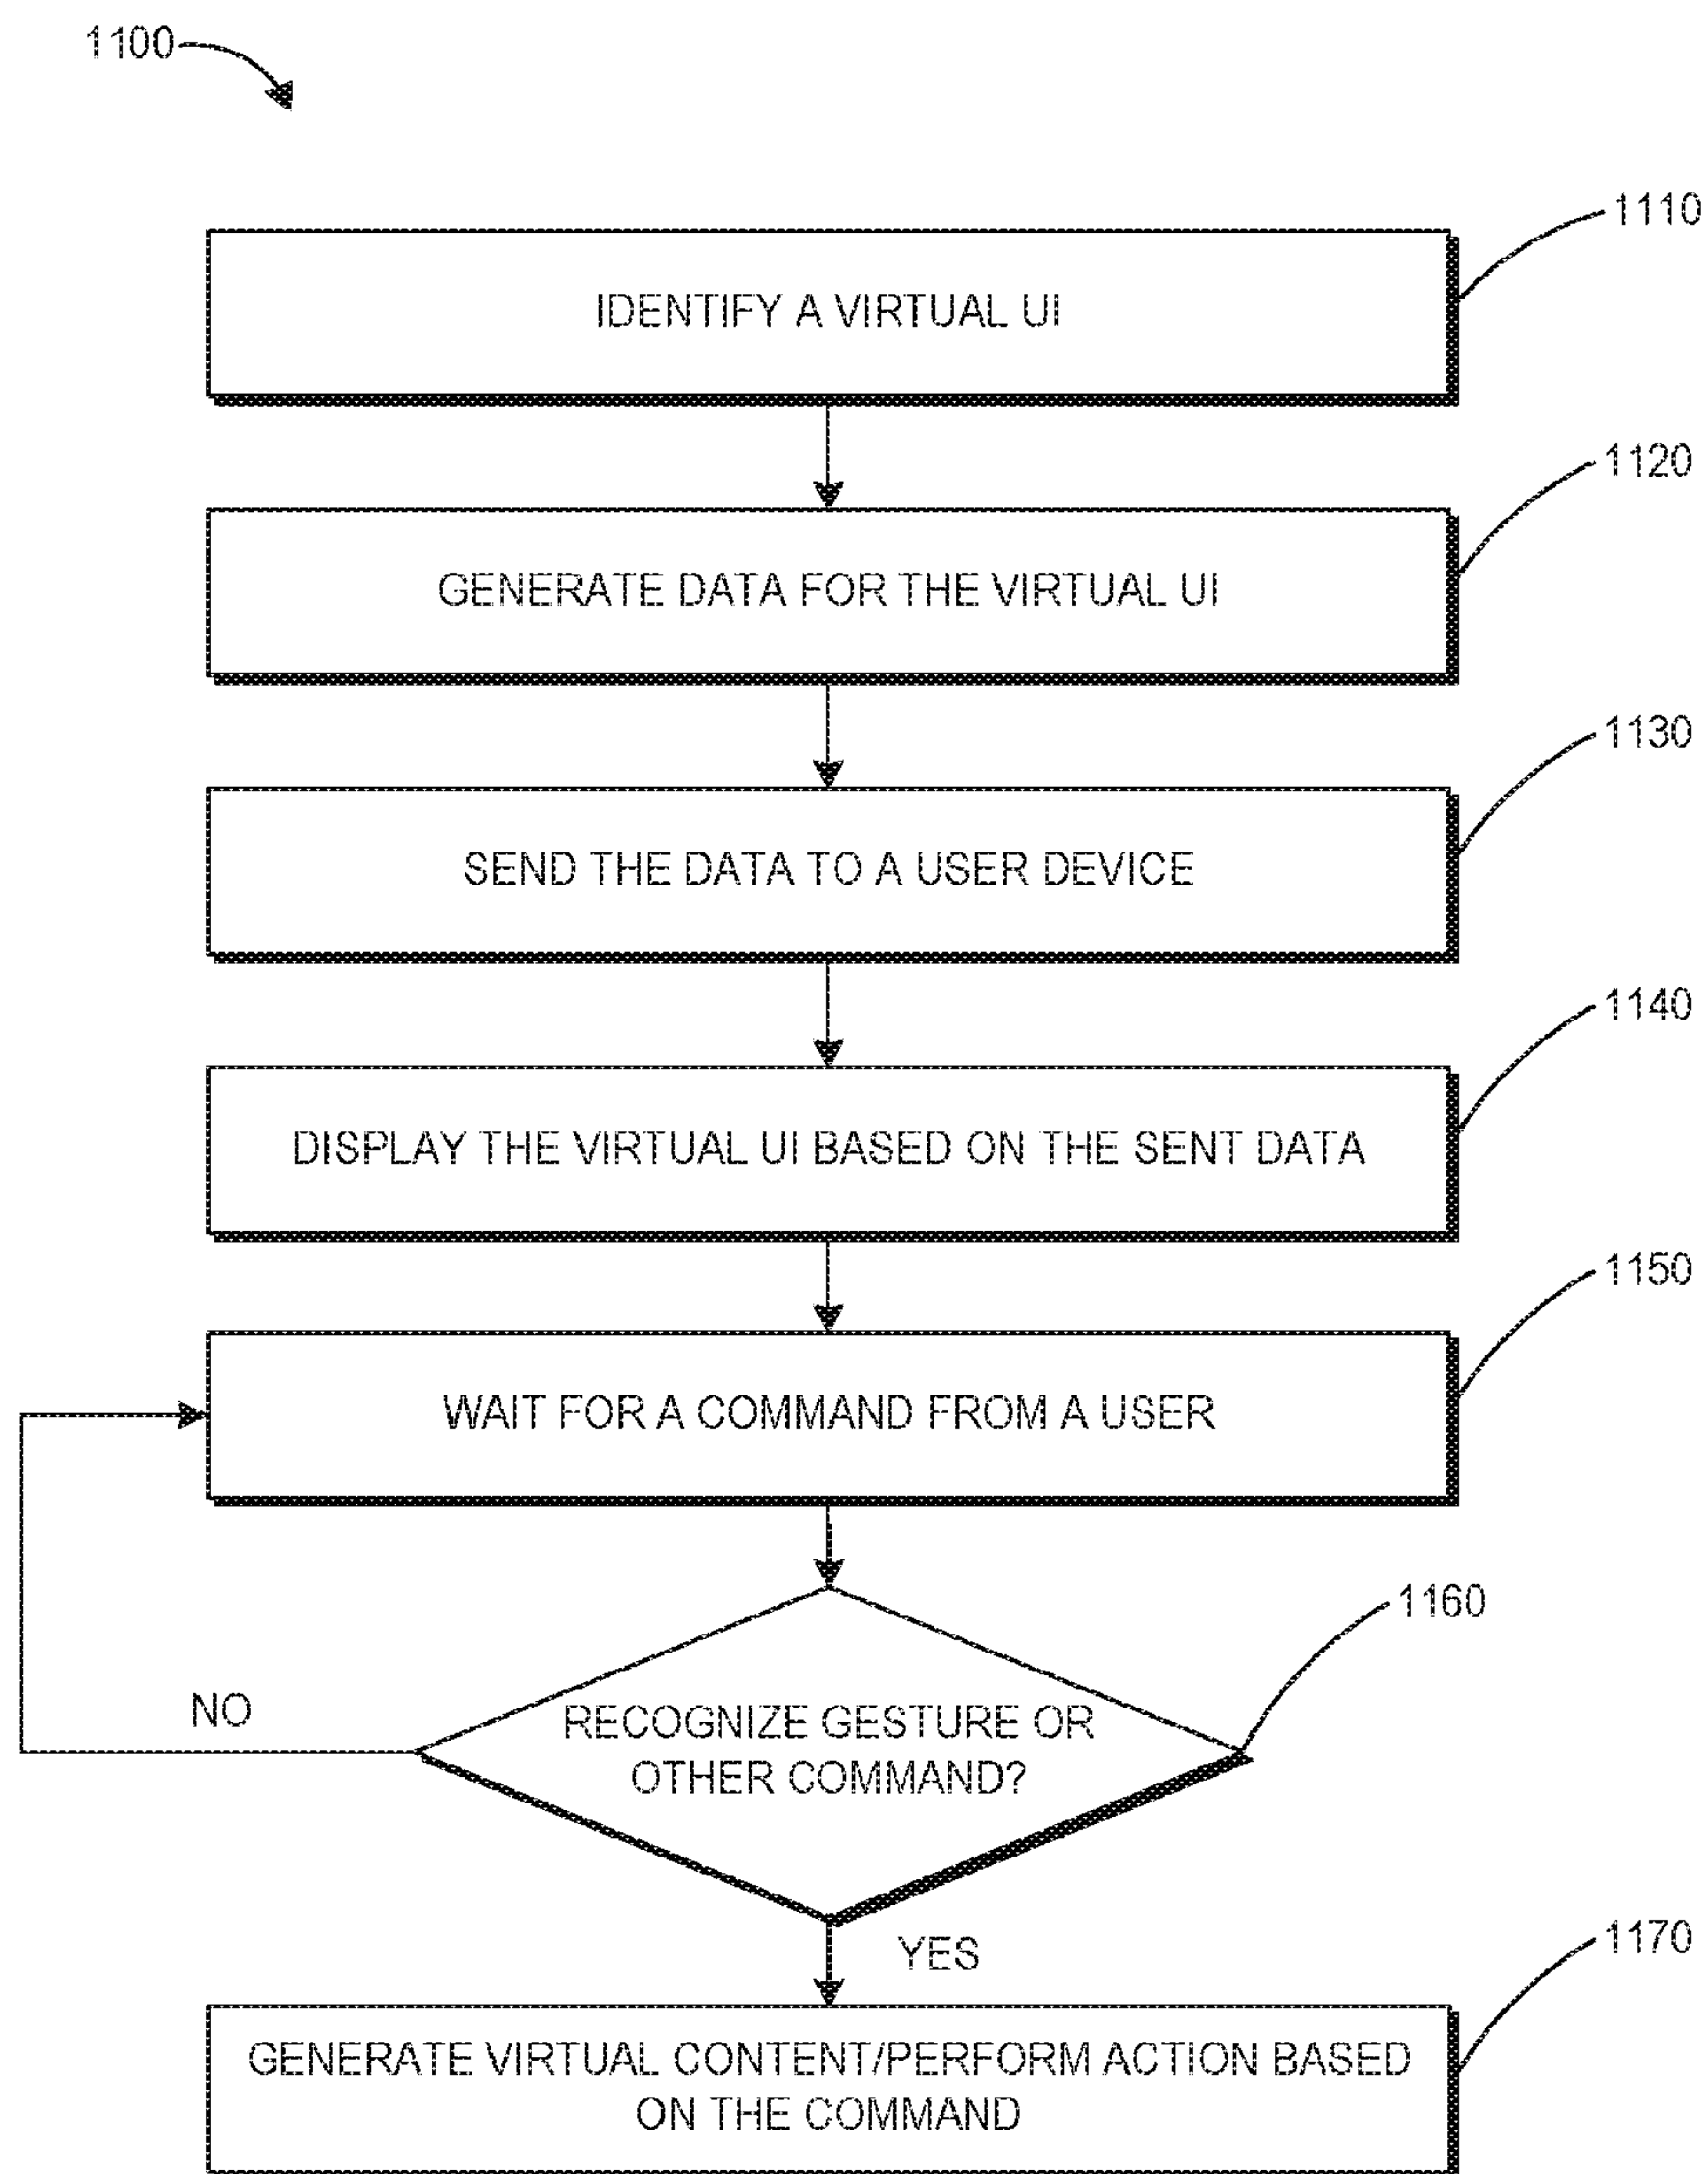 1100
1110
IDENTIFY A VIRTUAL UI
1120
GENERATE DATA FOR THE VIRTUAL UI
1130
SEND THE DATA TO A USER DEVICE
1140
DISPLAY THE VIRTUAL UI BASED ON THE SENT DATA
1150
WAIT FOR A COMMAND FROM A USER
1160
NO
RECOGNIZE GESTURE OR
OTHER COMMAND?
YES
1170
GENERATE VIRTUAL CONTENT/PERFORM ACTION BASED
ON THE COMMAND